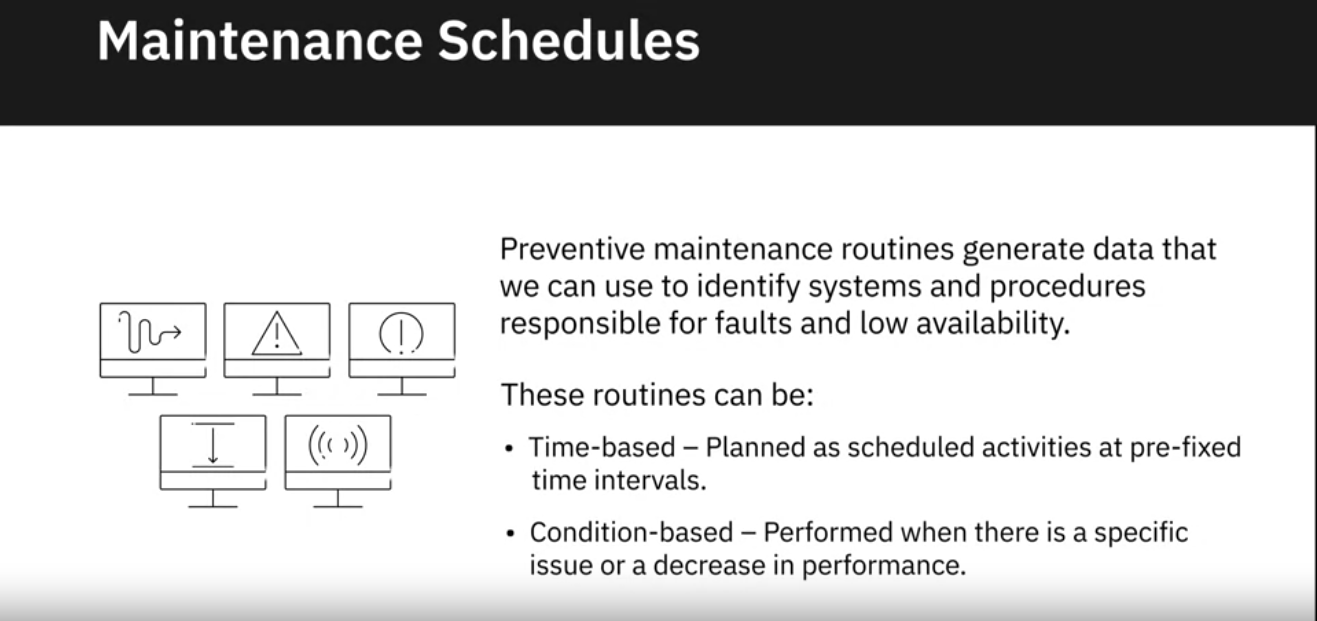 Maintenance Schedules
Preventive maintenance routines generate data that
we can use to identify systems and procedures
responsible for faults and low availability.
These routines can be:
• Time-based – Planned as scheduled activities at pre-fixed
time intervals.
• Condition-based – Performed when there is a specific
issue or a decrease in performance.